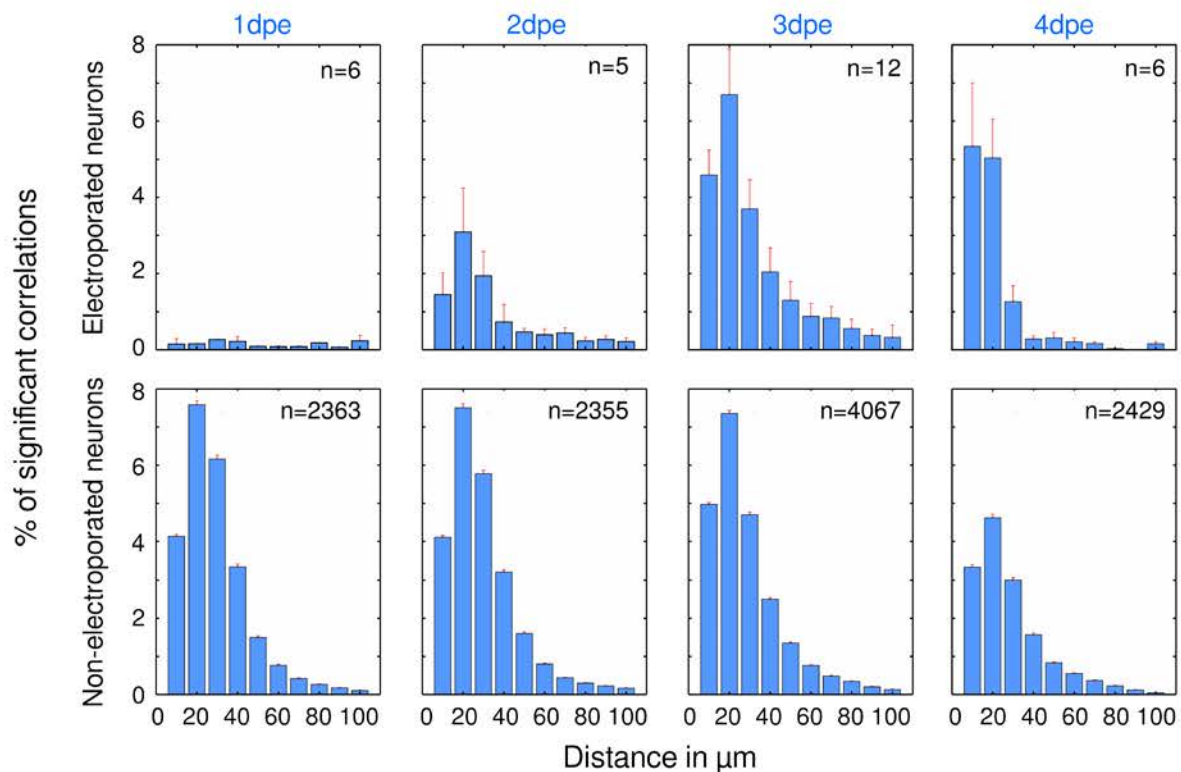 1dpe 2dpe 3dpe 4dpe
% of significant correlations
Electroporated neurons
8 6 4 2 0
n=6 n=5 n=12 n=6
Non-electroporated neurons
8 6 4 2 0
n=2363 n=2355 n=4067 n=2429
0 20 40 60 80 100 0 20 40 60 80 100 0 20 40 60 80 100 0 20 40 60 80 100
Distance in µm